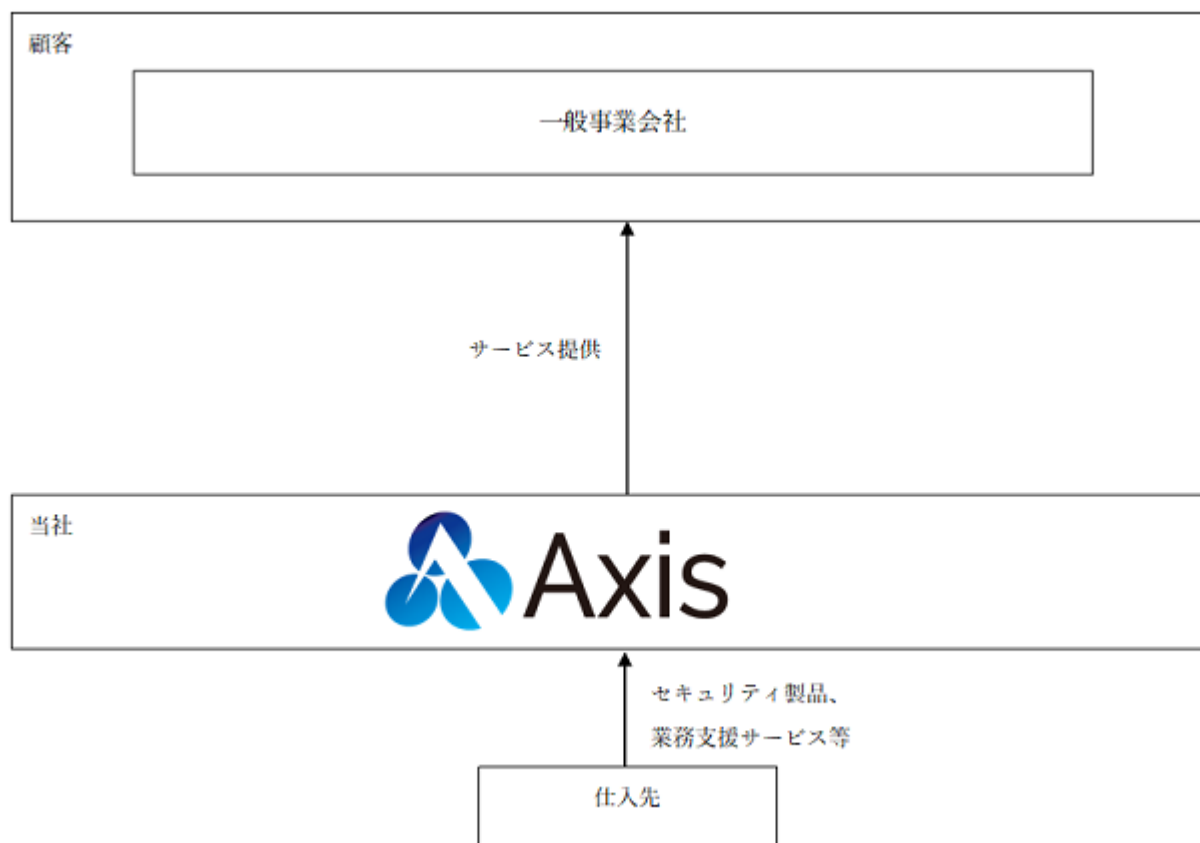 顧客
一般事業会社
サービス提供
当社
Axis
セキュリティ製品、
業務支援サービス等
仕入先